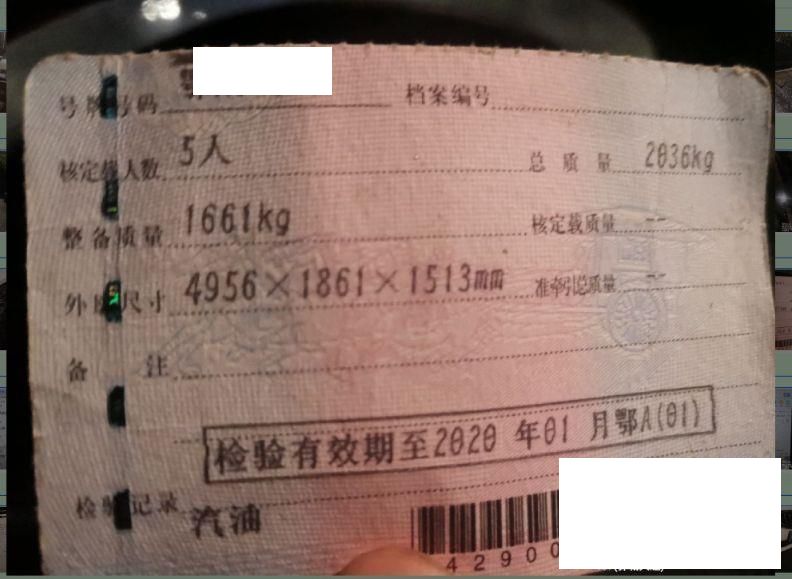 号牌号码 档案编号
核定载人数 5人 总质量 2036kg
整备质量 1661kg 核定载质量 --
外廓尺寸 4956×1861×1513mm 准牵引总质量 --
备注
检验有效期至2020年01月鄂A(01)
检验记录 汽油
42900